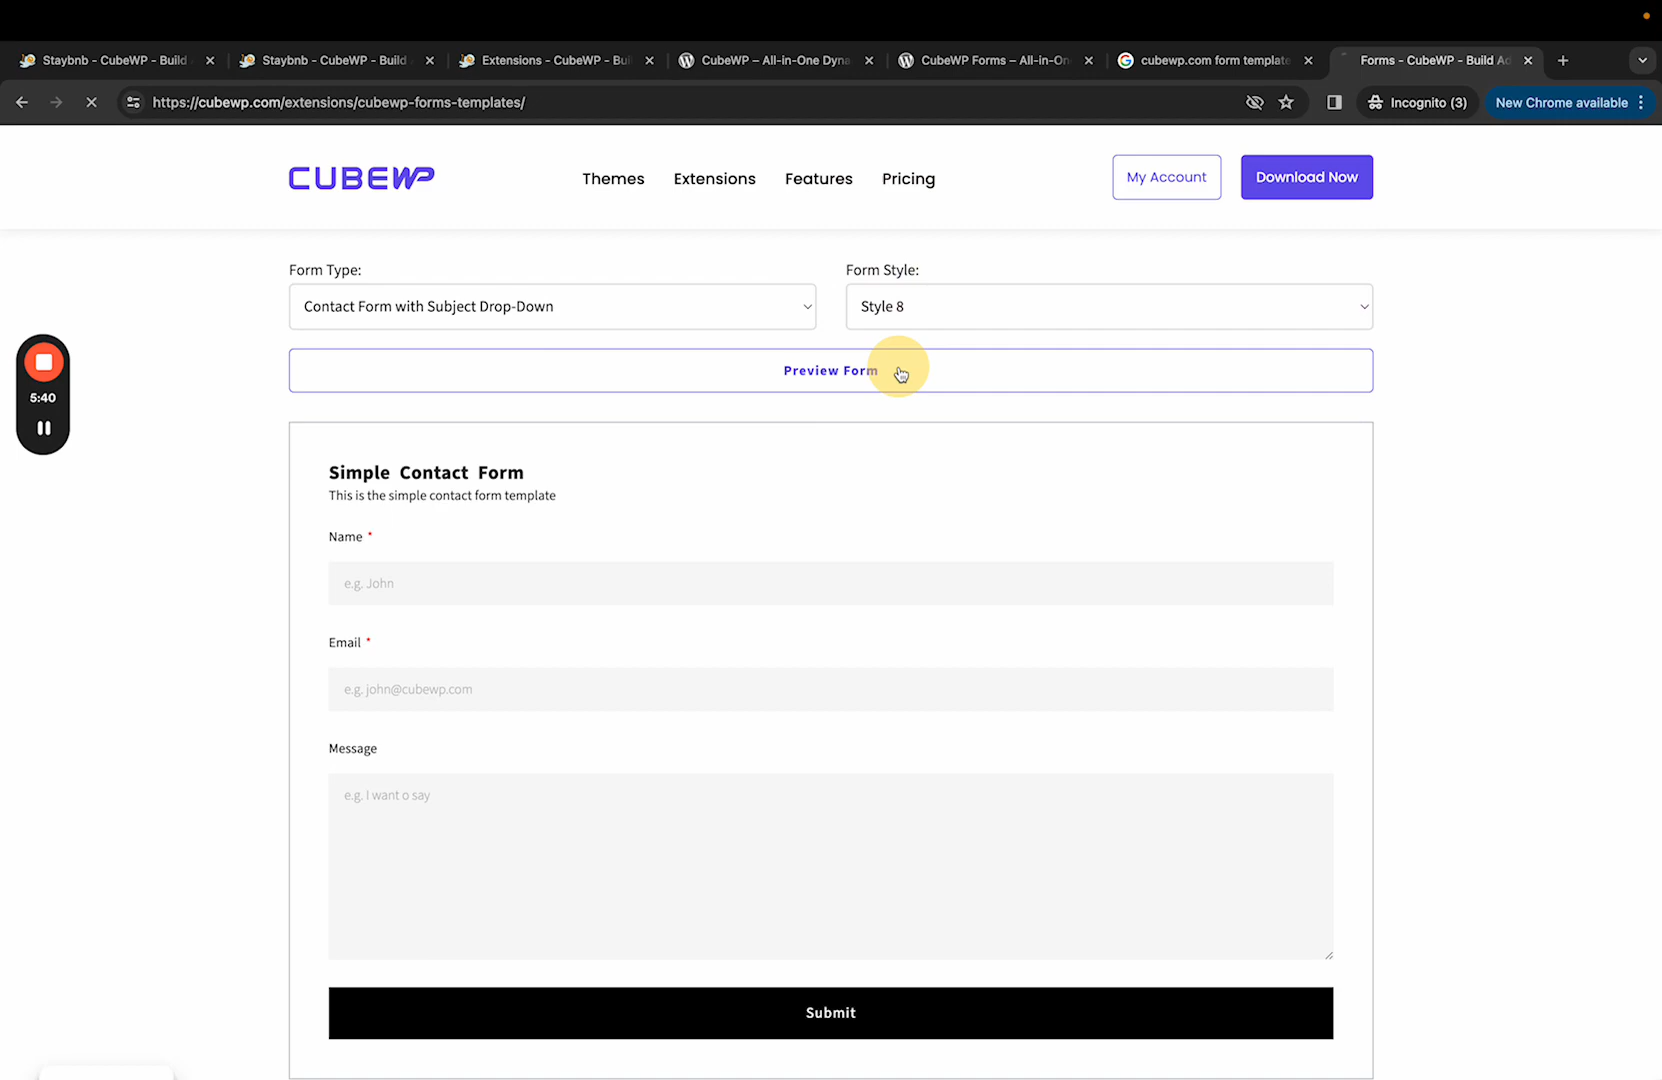 Staybnb - CubeWP - Build
Staybnb - CubeWP - Build
Extensions - CubeWP - Bui
CubeWP – All-in-One Dyna
CubeWP Forms – All-in-On
cubewp.com form template
Forms - CubeWP - Build Ad
https://cubewp.com/extensions/cubewp-forms-templates/
Incognito (3)
New Chrome available
CUBEWP
Themes
Extensions
Features
Pricing
My Account
Download Now
Form Type:
Form Style:
Contact Form with Subject Drop-Down
Style 8
Preview Form
5:40
Simple Contact Form
This is the simple contact form template
Name *
e.g. John
Email *
e.g. john@cubewp.com
Message
e.g. I want o say
Submit